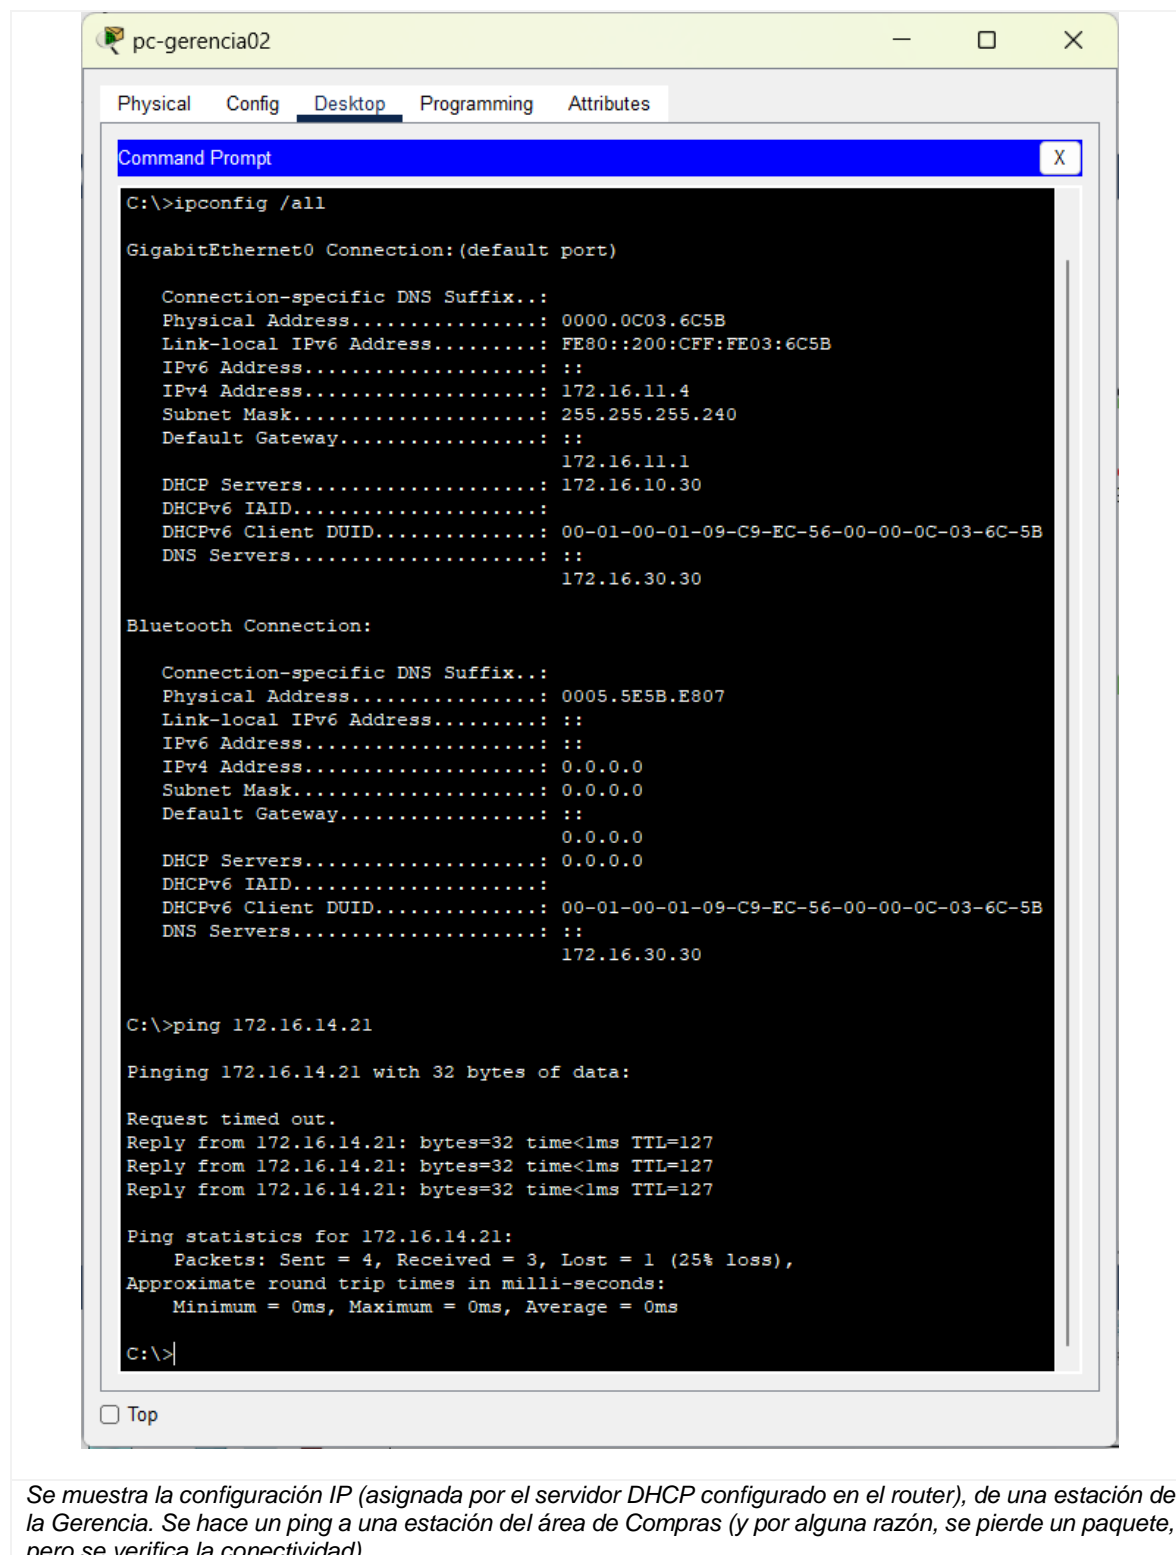 pc-gerencia02
Physical Config Desktop Programming Attributes
Command Prompt X
C:\>ipconfig /all
GigabitEthernet0 Connection:(default port)
Connection-specific DNS Suffix..:
Physical Address................: 0000.0C03.6C5B
Link-local IPv6 Address.........: FE80::200:CFF:FE03:6C5B
IPv6 Address....................: ::
IPv4 Address....................: 172.16.11.4
Subnet Mask.....................: 255.255.255.240
Default Gateway.................: ::
172.16.11.1
DHCP Servers....................: 172.16.10.30
DHCPv6 IAID.....................:
DHCPv6 Client DUID..............: 00-01-00-01-09-C9-EC-56-00-00-0C-03-6C-5B
DNS Servers.....................: ::
172.16.30.30
Bluetooth Connection:
Connection-specific DNS Suffix..:
Physical Address................: 0005.5E5B.E807
Link-local IPv6 Address.........: ::
IPv6 Address....................: ::
IPv4 Address....................: 0.0.0.0
Subnet Mask.....................: 0.0.0.0
Default Gateway.................: ::
0.0.0.0
DHCP Servers....................: 0.0.0.0
DHCPv6 IAID.....................:
DHCPv6 Client DUID..............: 00-01-00-01-09-C9-EC-56-00-00-0C-03-6C-5B
DNS Servers.....................: ::
172.16.30.30
C:\>ping 172.16.14.21
Pinging 172.16.14.21 with 32 bytes of data:
Request timed out.
Reply from 172.16.14.21: bytes=32 time<1ms TTL=127
Reply from 172.16.14.21: bytes=32 time<1ms TTL=127
Reply from 172.16.14.21: bytes=32 time<1ms TTL=127
Ping statistics for 172.16.14.21:
Packets: Sent = 4, Received = 3, Lost = 1 (25% loss),
Approximate round trip times in milli-seconds:
Minimum = 0ms, Maximum = 0ms, Average = 0ms
C:\>
Top
Se muestra la configuración IP (asignada por el servidor DHCP configurado en el router), de una estación de
la Gerencia. Se hace un ping a una estación del área de Compras (y por alguna razón, se pierde un paquete,
pero se verifica la conectividad)